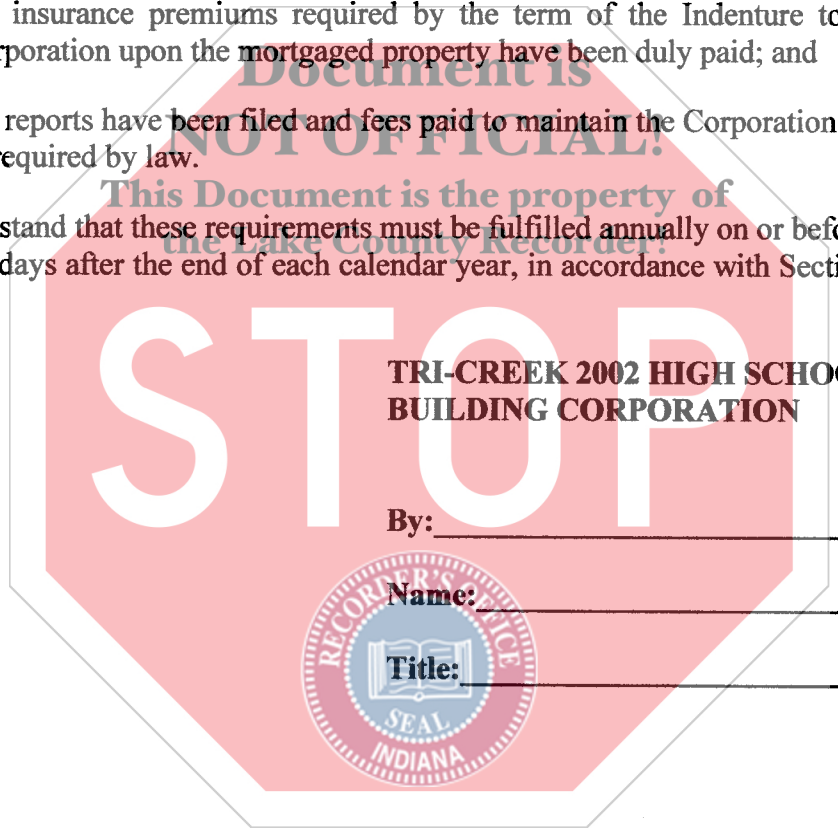 insurance premiums required by the term of the Indenture to
rporation upon the mortgaged property have been duly paid; and
Document is
reports have been filed and fees paid to maintain the Corporation
NOT OFFICIAL!
equired by law.
This Document is the property of
stand that these requirements must be fulfilled annually on or befo
the Lake County Recorder!
days after the end of each calendar year, in accordance with Secti
STOP
TRI-CREEK 2002 HIGH SCHOO
BUILDING CORPORATION
By:
Name:
Title:
RECORDER'S OFFICE
SEAL
INDIANA